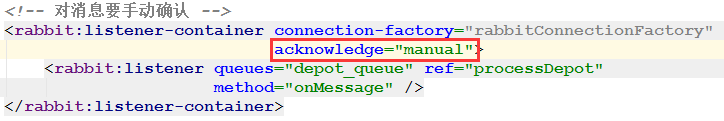 <!-- 对消息要手动确认 -->
<rabbit:listener-container connection-factory="rabbitConnectionFactory"
acknowledge="manual">
<rabbit:listener queues="depot_queue" ref="processDepot"
method="onMessage" />
</rabbit:listener-container>